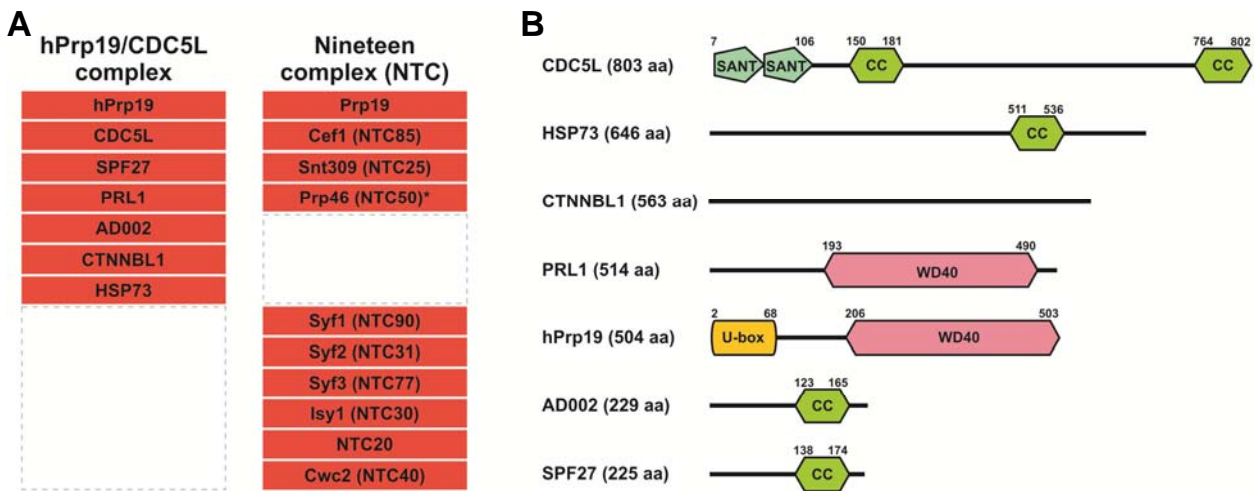 A
hPrp19/CDC5L
complex
hPrp19
CDC5L
SPF27
PRL1
AD002
CTNNBL1
HSP73
Nineteen
complex (NTC)
Prp19
Cef1 (NTC85)
Snt309 (NTC25)
Prp46 (NTC50)*
Syf1 (NTC90)
Syf2 (NTC31)
Syf3 (NTC77)
Isy1 (NTC30)
NTC20
Cwc2 (NTC40)
B
7 106 150 181 764 802
CDC5L (803 aa) SANT SANT CC CC
511 536
HSP73 (646 aa) CC
CTNNBL1 (563 aa)
193 490
PRL1 (514 aa) WD40
2 68 206 503
hPrp19 (504 aa) U-box WD40
123 165
AD002 (229 aa) CC
138 174
SPF27 (225 aa) CC